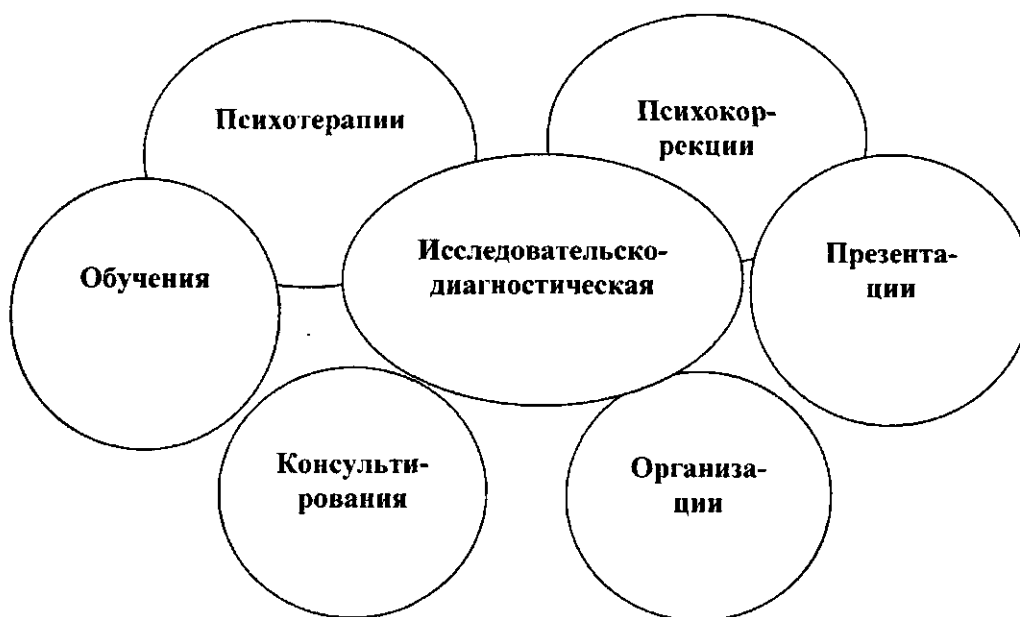 Психотерапии
Психокор-
рекции
Обучения
Исследовательско-
диагностическая
Презента-
ции
Консульти-
рования
Организа-
ции